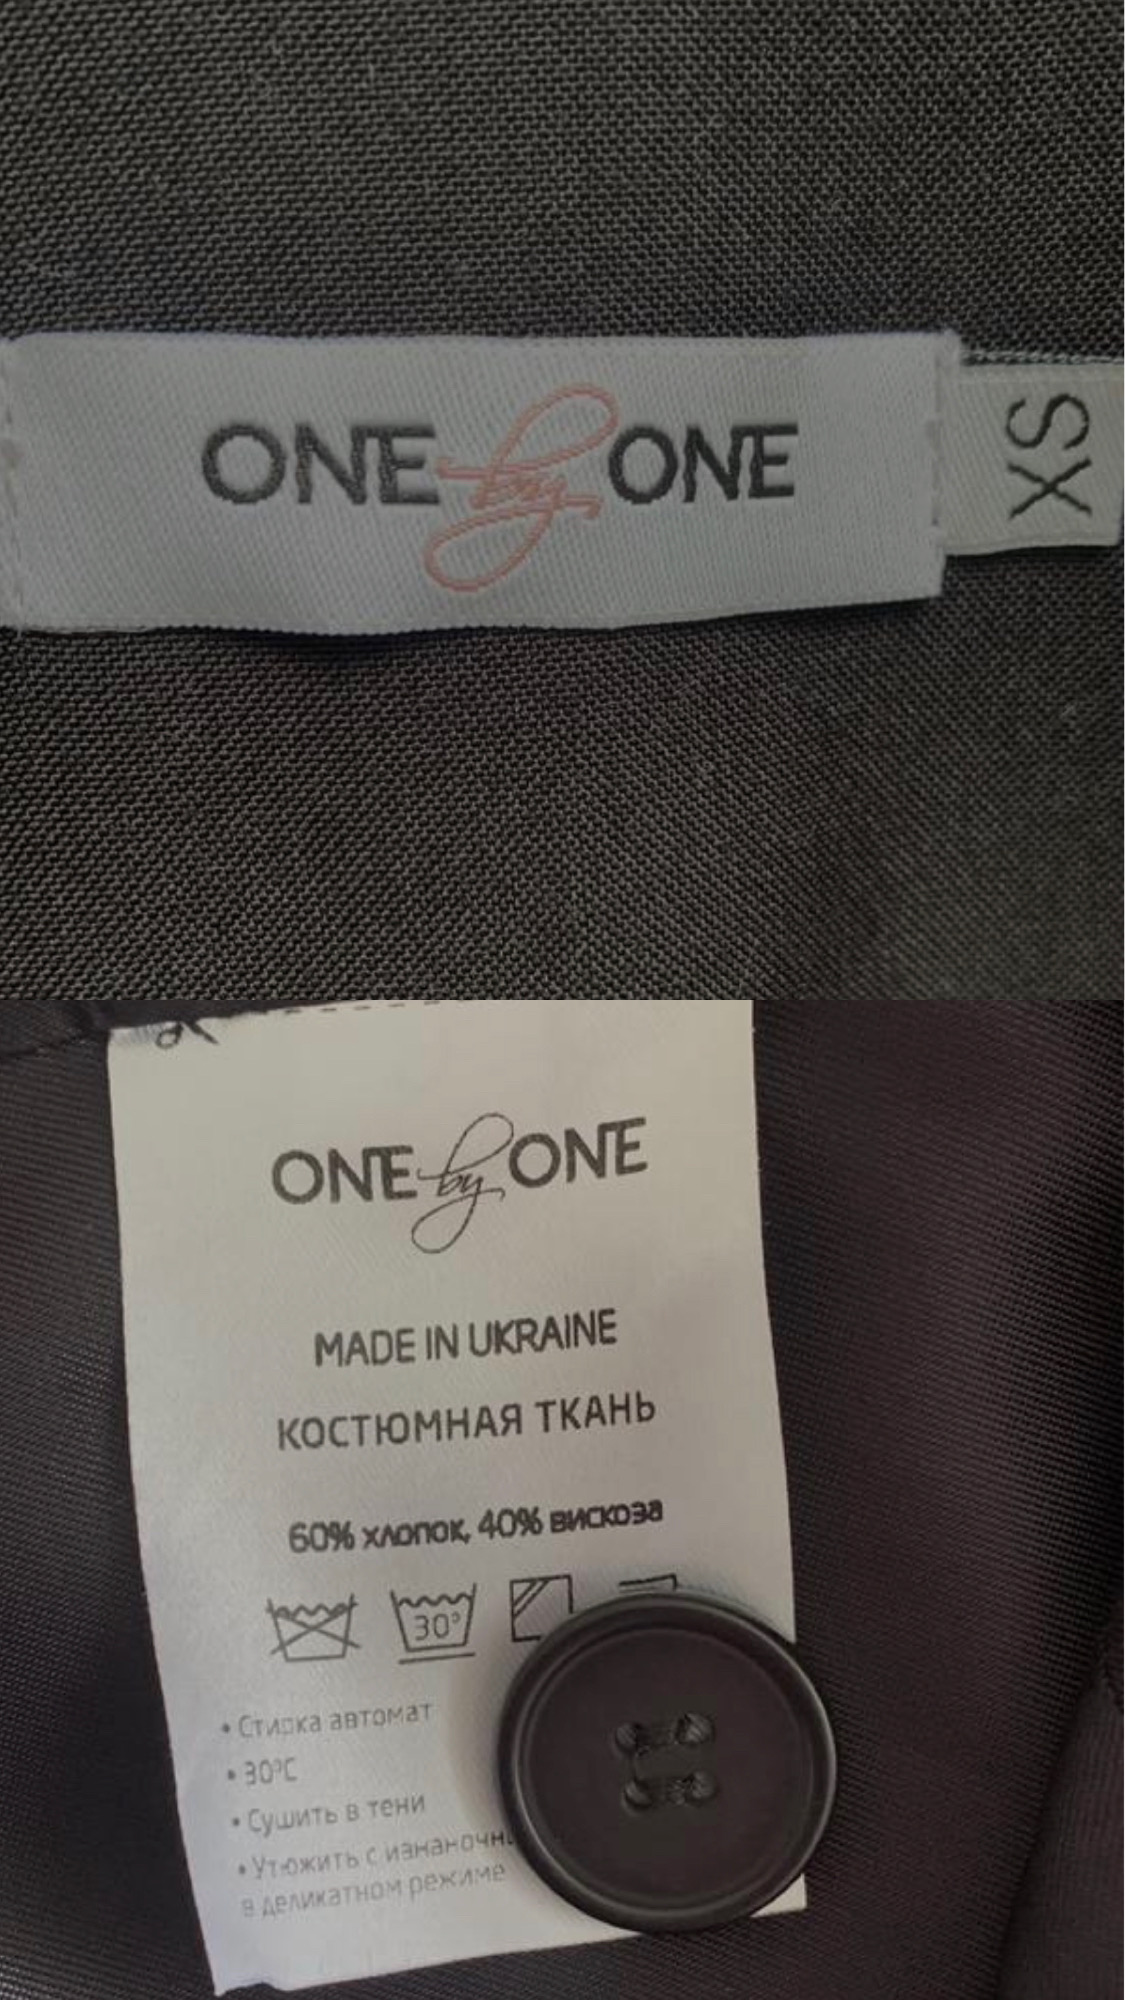 ONE by ONE
XS
ONE by ONE
MADE IN UKRAINE
КОСТЮМНАЯ ТКАНЬ
60% хлопок, 40% вискоза
30°
• Стирка автомат
• 30°C
• Сушить в тени
• Утюжить с
в деликатном режиме